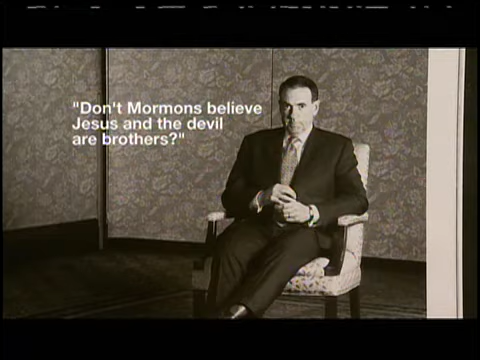 "Don't Mormons believe
Jesus and the devil
are brothers?"